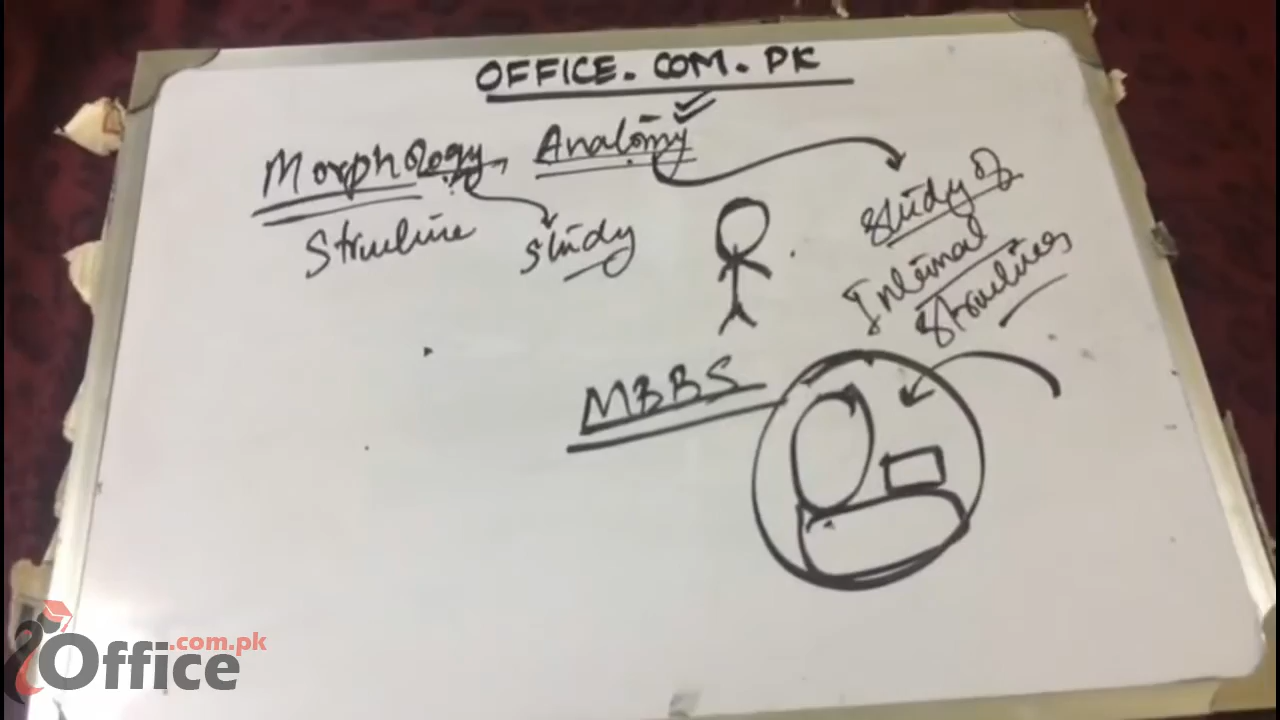 OFFICE.COM.PK
Morphology, Anatomy
Structure Study
Study of
Internal
Structures
MBBS
Office.com.pk